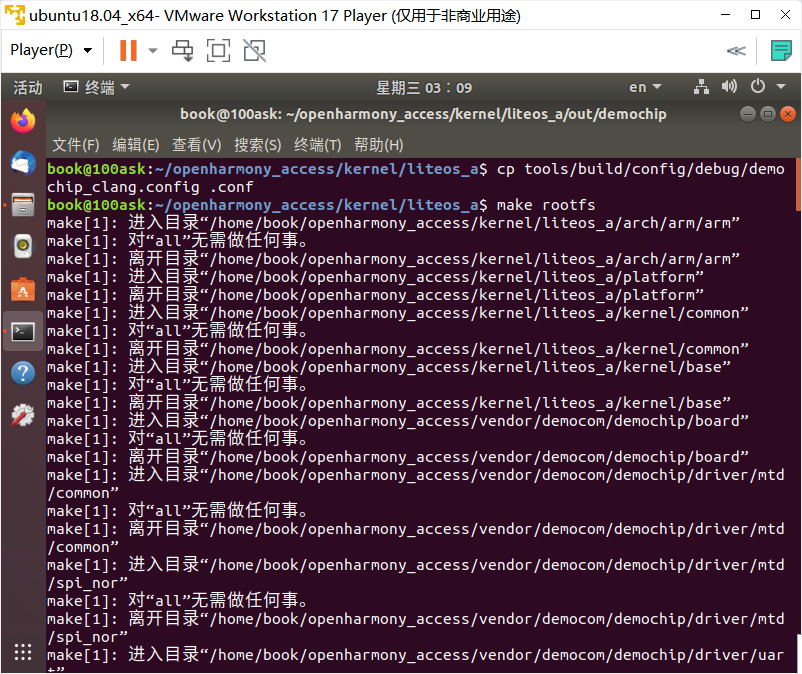 ubuntu18.04_x64- VMware Workstation 17 Player (仅用于非商业用途)
Player(P)
活动 终端 星期三 03：09 en
book@100ask: ~/openharmony_access/kernel/liteos_a/out/demochip
文件(F) 编辑(E) 查看(V) 搜索(S) 终端(T) 帮助(H)
book@100ask:~/openharmony_access/kernel/liteos_a$ cp tools/build/config/debug/demo
chip_clang.config .conf
book@100ask:~/openharmony_access/kernel/liteos_a$ make rootfs
make[1]: 进入目录“/home/book/openharmony_access/kernel/liteos_a/arch/arm/arm”
make[1]: 对“all”无需做任何事。
make[1]: 离开目录“/home/book/openharmony_access/kernel/liteos_a/arch/arm/arm”
make[1]: 进入目录“/home/book/openharmony_access/kernel/liteos_a/platform”
make[1]: 离开目录“/home/book/openharmony_access/kernel/liteos_a/platform”
make[1]: 进入目录“/home/book/openharmony_access/kernel/liteos_a/kernel/common”
make[1]: 对“all”无需做任何事。
make[1]: 离开目录“/home/book/openharmony_access/kernel/liteos_a/kernel/common”
make[1]: 进入目录“/home/book/openharmony_access/kernel/liteos_a/kernel/base”
make[1]: 对“all”无需做任何事。
make[1]: 离开目录“/home/book/openharmony_access/kernel/liteos_a/kernel/base”
make[1]: 进入目录“/home/book/openharmony_access/vendor/democom/demochip/board”
make[1]: 对“all”无需做任何事。
make[1]: 离开目录“/home/book/openharmony_access/vendor/democom/demochip/board”
make[1]: 进入目录“/home/book/openharmony_access/vendor/democom/demochip/driver/mtd
/common”
make[1]: 对“all”无需做任何事。
make[1]: 离开目录“/home/book/openharmony_access/vendor/democom/demochip/driver/mtd
/common”
make[1]: 进入目录“/home/book/openharmony_access/vendor/democom/demochip/driver/mtd
/spi_nor”
make[1]: 对“all”无需做任何事。
make[1]: 离开目录“/home/book/openharmony_access/vendor/democom/demochip/driver/mtd
/spi_nor”
make[1]: 进入目录“/home/book/openharmony_access/vendor/democom/demochip/driver/uar
t”